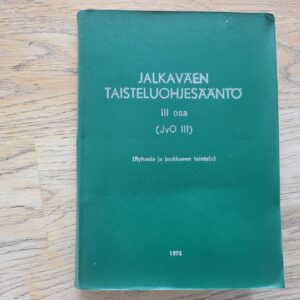 JALKAVÄEN
TAISTELUOHJESÄÄNTÖ
III osa
(JvO III)
(Ryhmän ja joukkueen taistelu)
1974